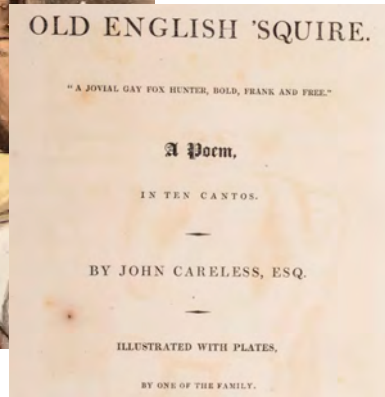 OLD ENGLISH 'SQUIRE.
"A JOVIAL GAY FOX HUNTER, BOLD, FRANK AND FREE."
A Poem,
IN TEN CANTOS.
BY JOHN CARELESS, ESQ.
ILLUSTRATED WITH PLATES,
BY ONE OF THE FAMILY.